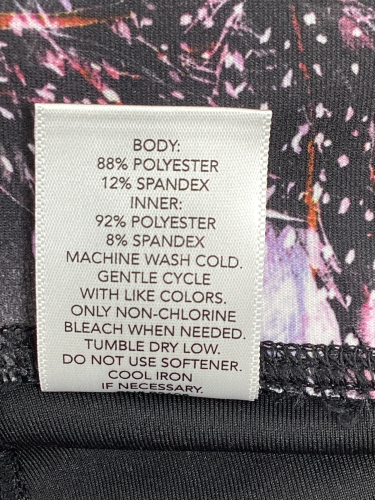 BODY:
88% POLYESTER
12% SPANDEX
INNER:
92% POLYESTER
8% SPANDEX
MACHINE WASH COLD.
GENTLE CYCLE
WITH LIKE COLORS.
ONLY NON-CHLORINE
BLEACH WHEN NEEDED.
TUMBLE DRY LOW.
DO NOT USE SOFTENER.
COOL IRON
IF NECESSARY.